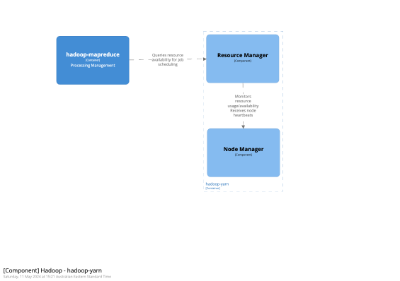 hadoop-mapreduce
[Container]
Processing Management
Queries resource
availability for job
scheduling
Resource Manager
[Component]
Monitors
resource
usage/availability
Receives node
heartbeats
Node Manager
[Component]
hadoop-yarn
[Container]
[Component] Hadoop - hadoop-yarn